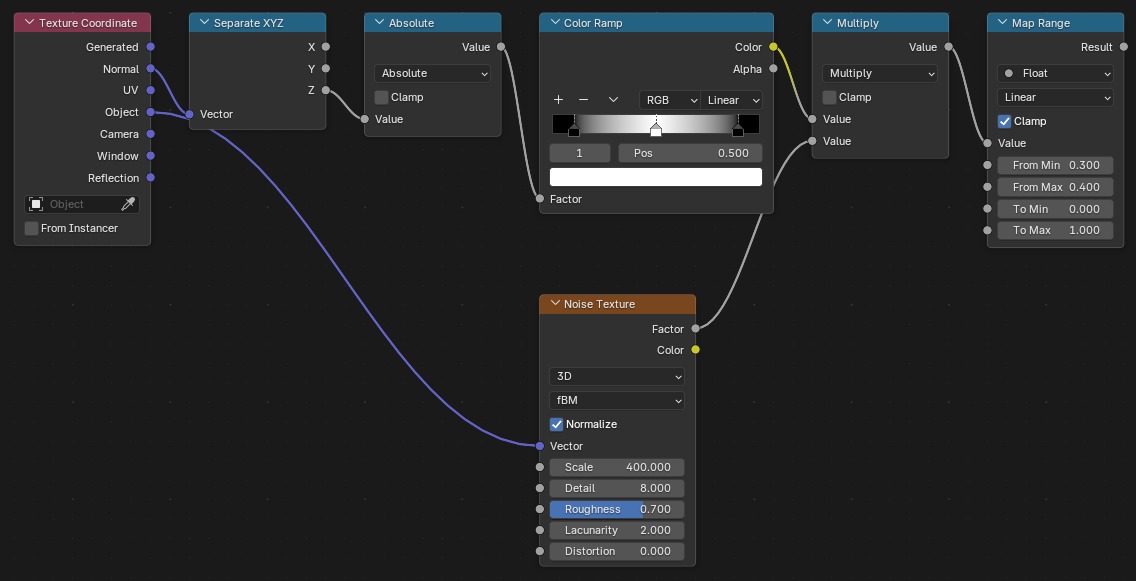 Texture Coordinate
Generated
Normal
UV
Object
Camera
Window
Reflection
Object
From Instancer
Separate XYZ
X
Y
Z
Vector
Absolute
Value
Absolute
Clamp
Value
Color Ramp
Color
Alpha
RGB Linear
1 Pos 0.500
Factor
Multiply
Value
Multiply
Clamp
Value
Value
Map Range
Result
Float
Linear
Clamp
Value
From Min 0.300
From Max 0.400
To Min 0.000
To Max 1.000
Noise Texture
Factor
Color
3D
fBM
Normalize
Vector
Scale 400.000
Detail 8.000
Roughness 0.700
Lacunarity 2.000
Distortion 0.000